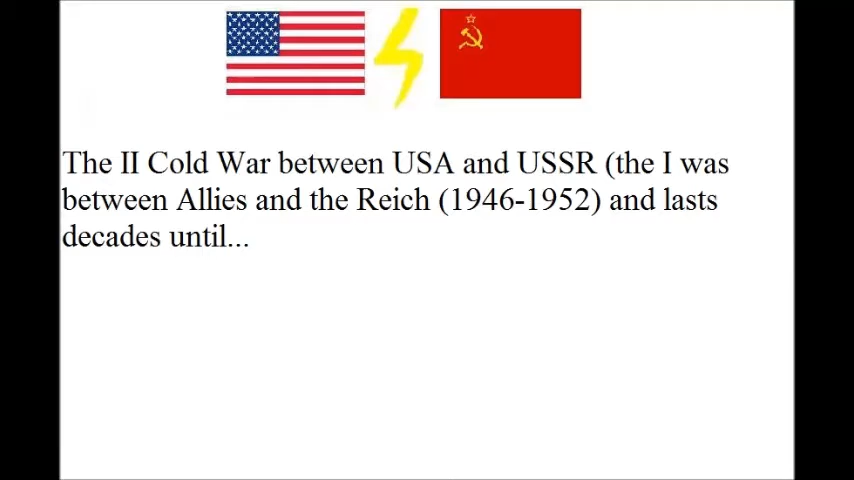 The II Cold War between USA and USSR (the I was
between Allies and the Reich (1946-1952) and lasts
decades until...